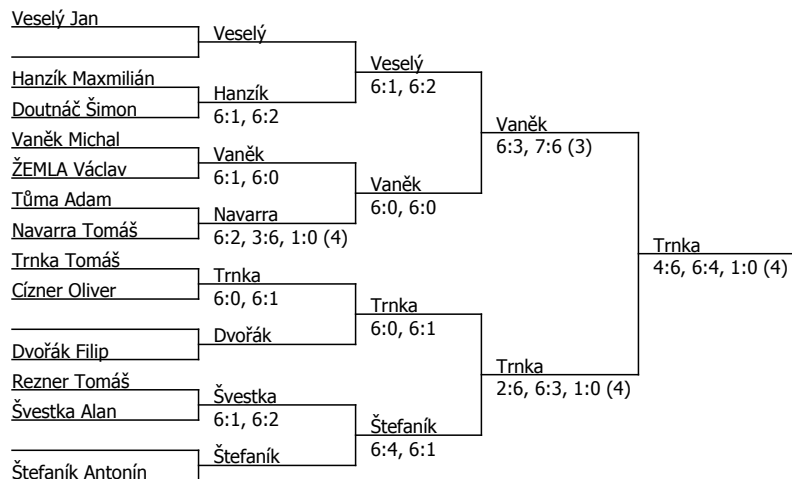 Veselý Jan
Veselý
Veselý
6:1, 6:2
Hanzík Maxmilián
Hanzík
6:1, 6:2
Doutnáč Šimon
Vaněk
6:3, 7:6 (3)
Vaněk Michal
Vaněk
6:1, 6:0
ŽEMLA Václav
Vaněk
6:0, 6:0
Tůma Adam
Navarra
6:2, 3:6, 1:0 (4)
Navarra Tomáš
Trnka
4:6, 6:4, 1:0 (4)
Trnka Tomáš
Trnka
6:0, 6:1
Cízner Oliver
Trnka
6:0, 6:1
Dvořák
Dvořák Filip
Trnka
2:6, 6:3, 1:0 (4)
Rezner Tomáš
Švestka
6:1, 6:2
Švestka Alan
Štefaník
6:4, 6:1
Štefaník
Štefaník Antonín